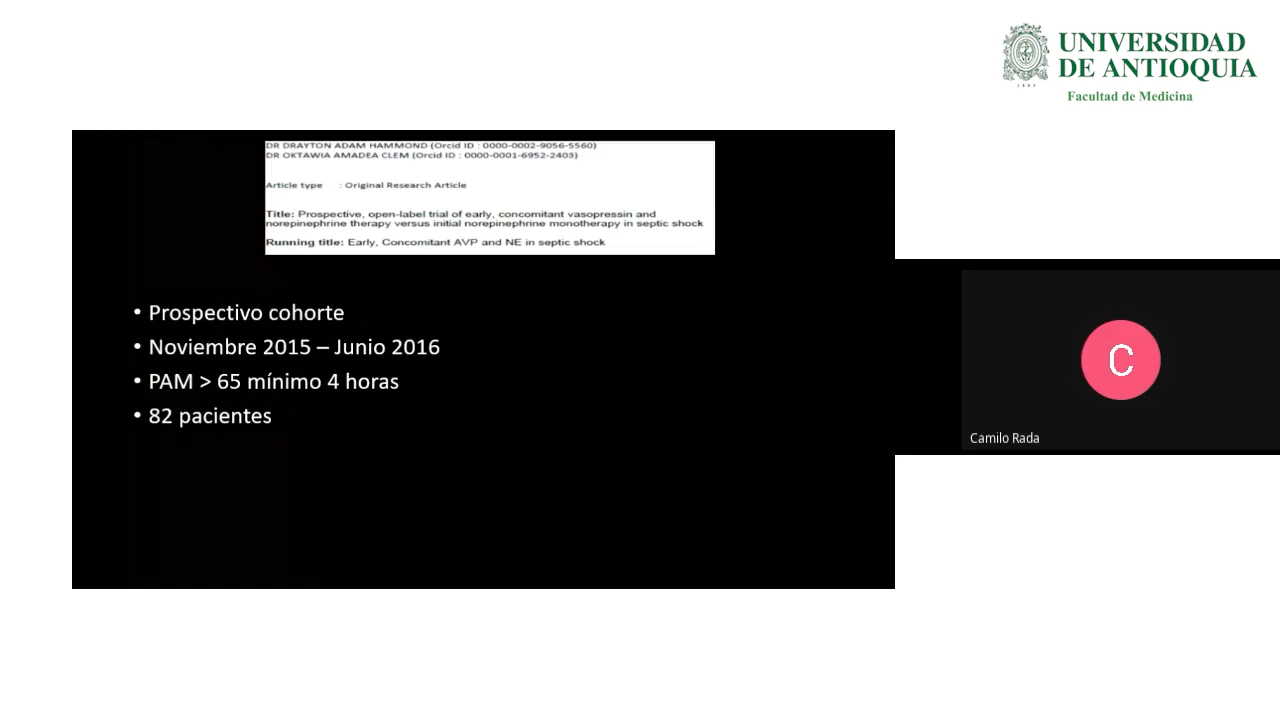 UNIVERSIDAD
DE ANTIOQUIA
1803
Facultad de Medicina
DR DRAYTON ADAM HAMMOND (Orcid ID : 0000-0002-9056-5560)
DR OKTAWIA AMADEA CLEM (Orcid ID : 0000-0001-6952-2403)
Article type : Original Research Article
Title: Prospective, open-label trial of early, concomitant vasopressin and
norepinephrine therapy versus initial norepinephrine monotherapy in septic shock
Running title: Early, Concomitant AVP and NE in septic shock
• Prospectivo cohorte
• Noviembre 2015 – Junio 2016
• PAM > 65 mínimo 4 horas
• 82 pacientes
C
Camilo Rada